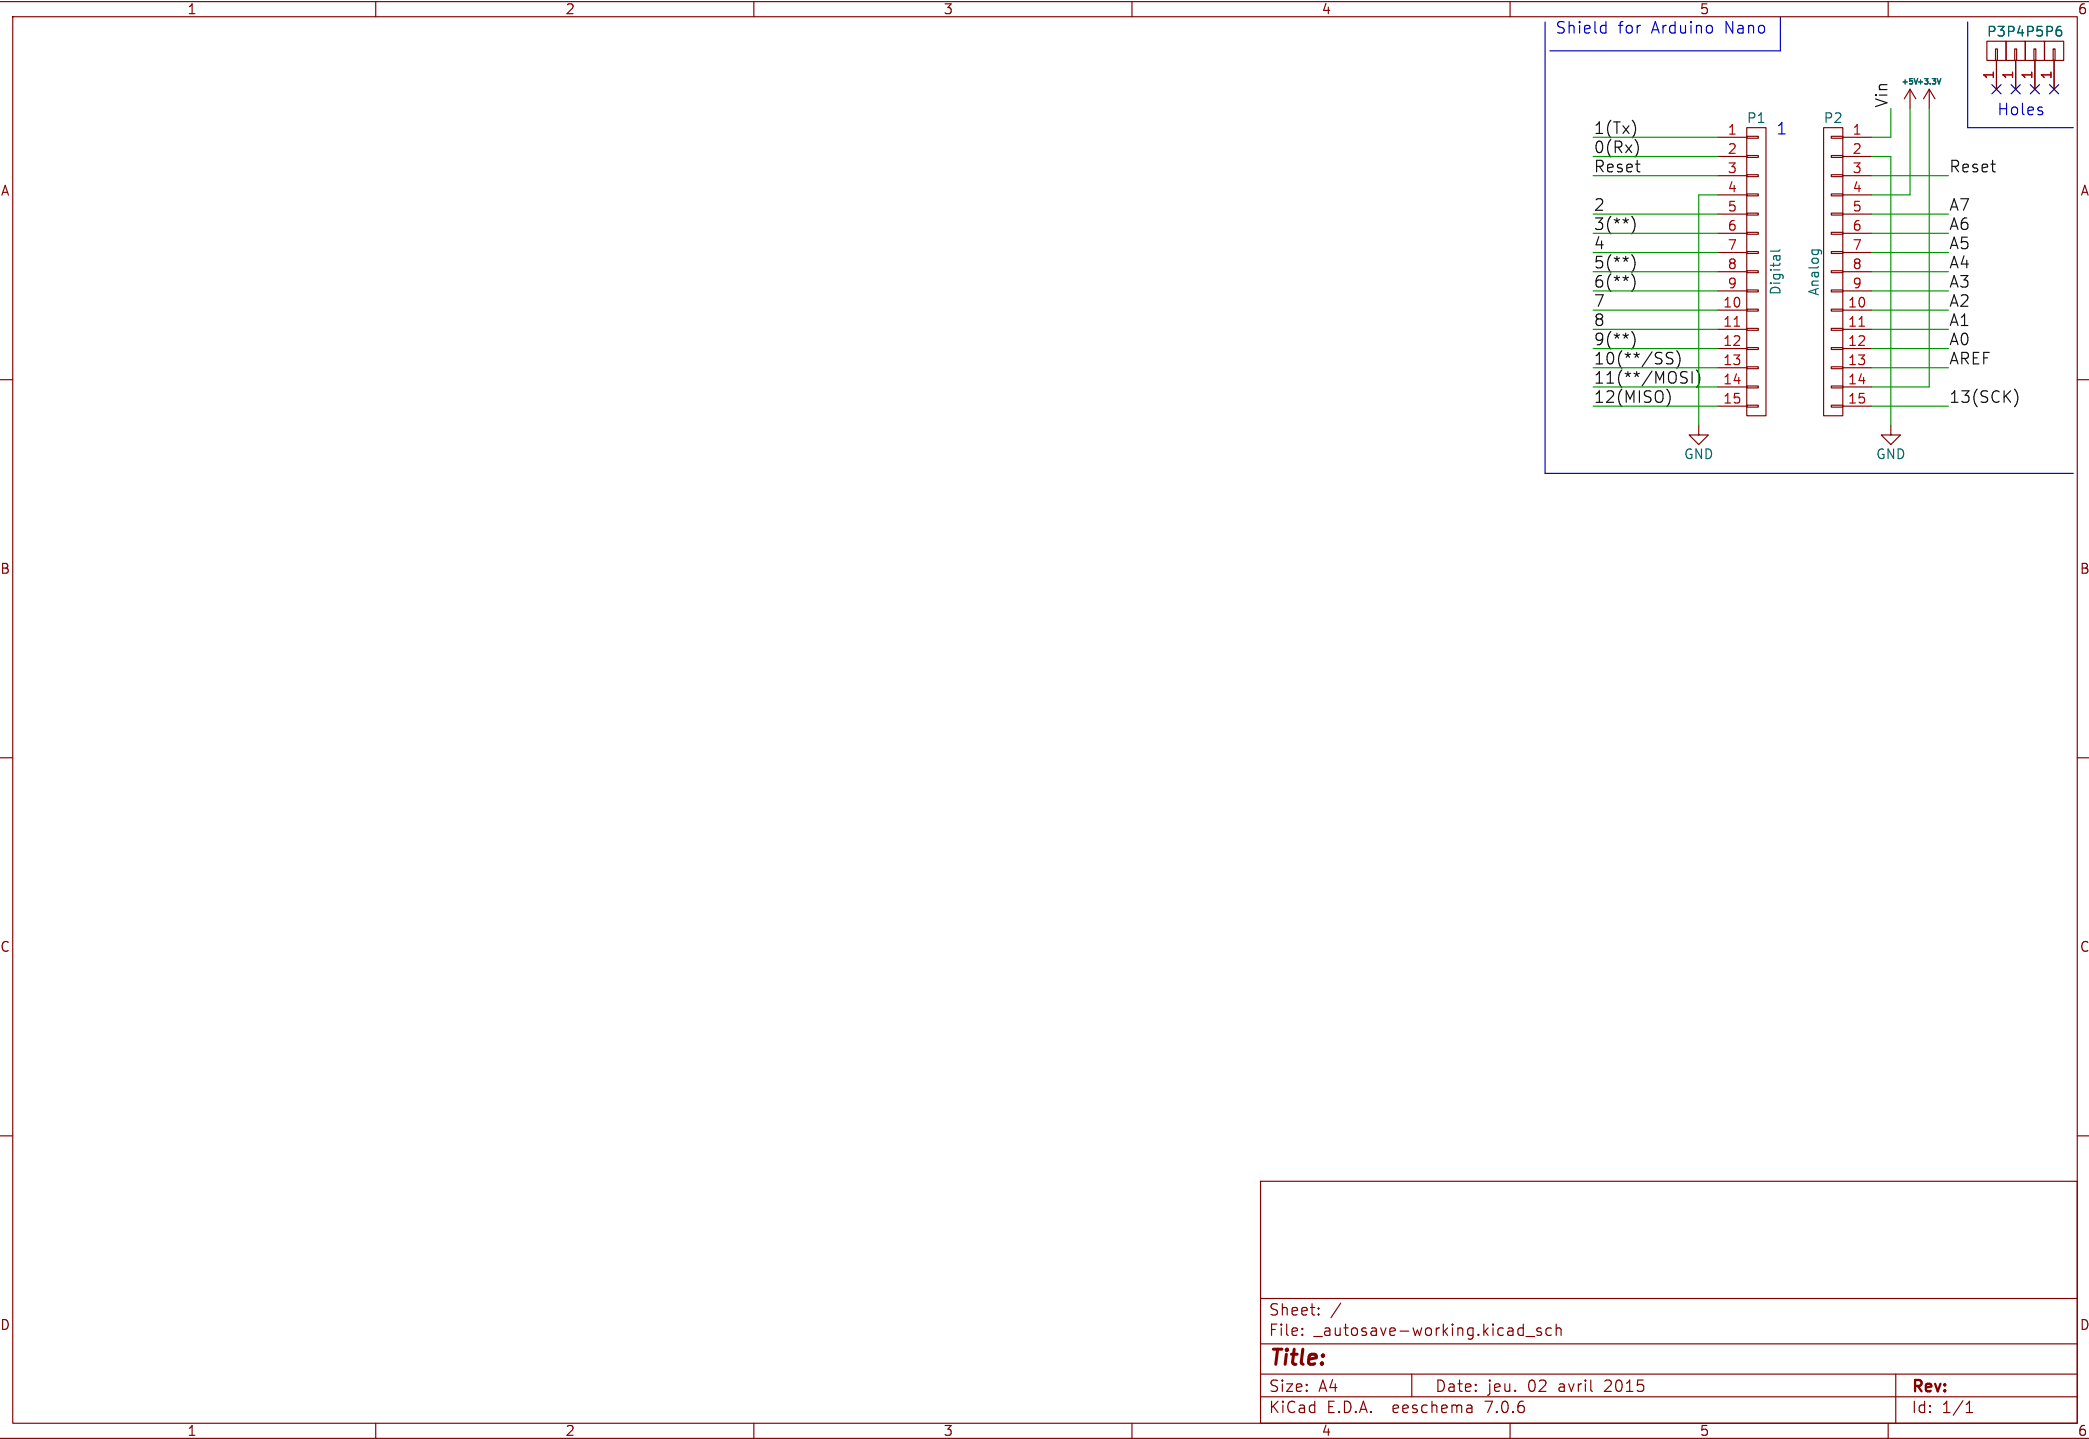 1 2 3 4 5 6
Shield for Arduino Nano
P3P4P5P6
1 1 1 1
Holes
Vin
+5V+3.3V
P1
1
P2
1(Tx) 1
0(Rx) 2
Reset 3
4
2 5
3(**) 6
4 7
5(**) 8
6(**) 9
7 10
8 11
9(**) 12
10(**/SS) 13
11(**/MOSI) 14
12(MISO) 15
Digital
Analog
1
2
3 Reset
4
5 A7
6 A6
7 A5
8 A4
9 A3
10 A2
11 A1
12 A0
13 AREF
14
15 13(SCK)
GND
GND
A A
B B
C C
D D
Sheet: /
File: _autosave-working.kicad_sch
Title:
Size: A4 Date: jeu. 02 avril 2015 Rev:
KiCad E.D.A. eeschema 7.0.6 Id: 1/1
1 2 3 4 5 6